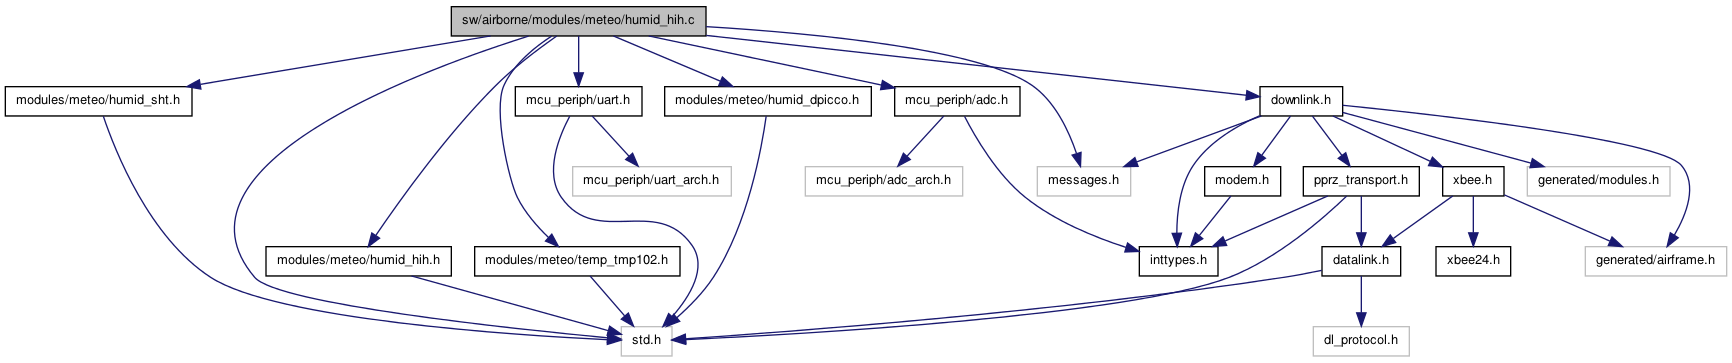 sw/airborne/modules/meteo/humid_hih.c
modules/meteo/humid_sht.h
mcu_periph/uart.h
modules/meteo/humid_dpicco.h
mcu_periph/adc.h
downlink.h
mcu_periph/uart_arch.h
mcu_periph/adc_arch.h
messages.h
modem.h
pprz_transport.h
xbee.h
generated/modules.h
modules/meteo/humid_hih.h
modules/meteo/temp_tmp102.h
inttypes.h
datalink.h
xbee24.h
generated/airframe.h
std.h
dl_protocol.h